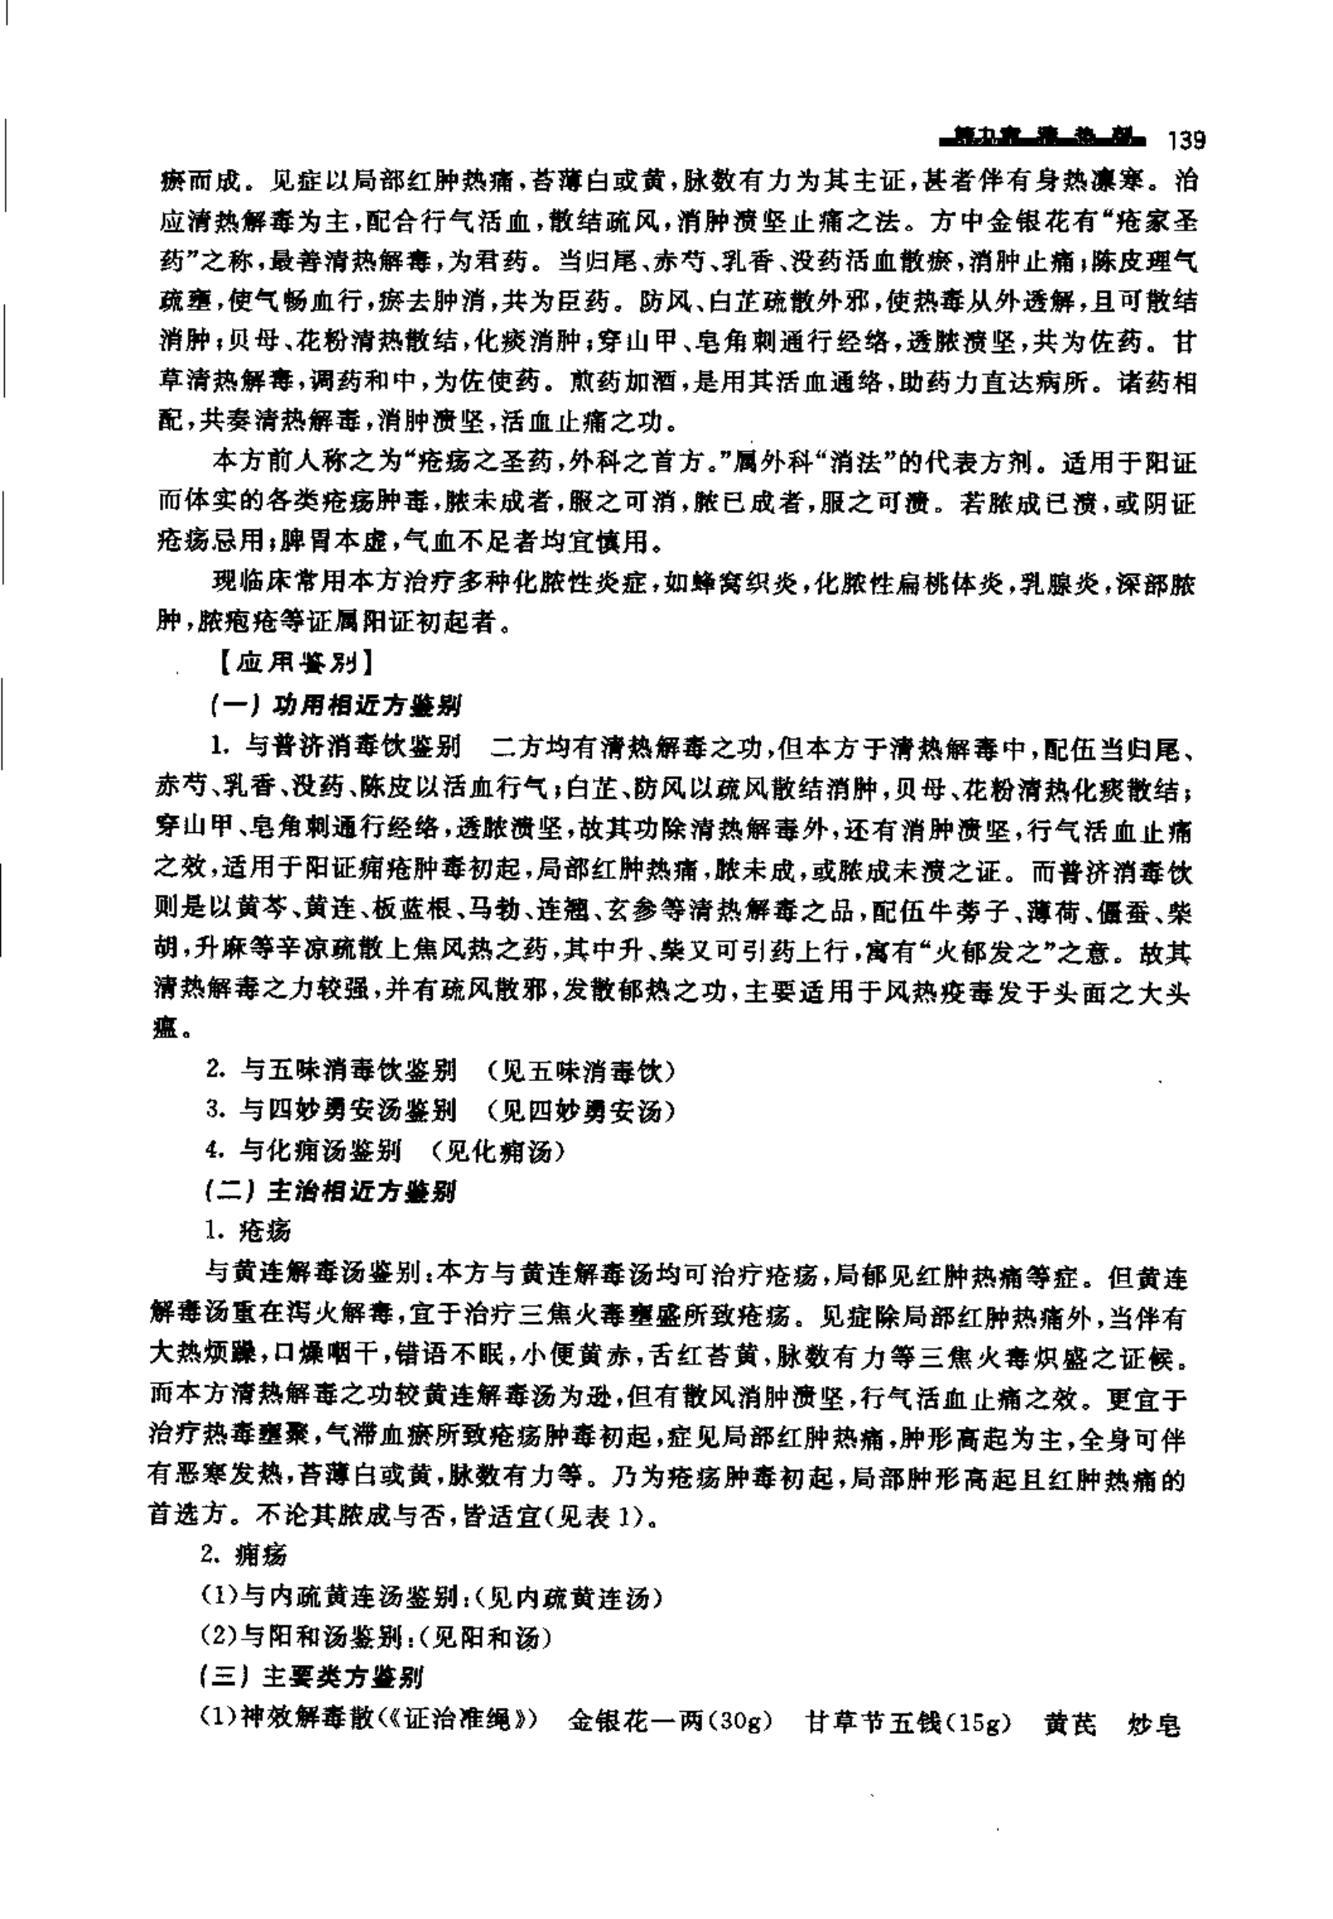 第九章 清热剂 139
瘀而成。见症以局部红肿热痛,苔薄白或黄,脉数有力为其主证,甚者伴有身热凛寒。治
应清热解毒为主,配合行气活血,散结疏风,消肿溃坚止痛之法。方中金银花有“疮家圣
药”之称,最善清热解毒,为君药。当归尾、赤芍、乳香、没药活血散瘀,消肿止痛;陈皮理气
疏壅,使气畅血行,瘀去肿消,共为臣药。防风、白芷疏散外邪,使热毒从外透解,且可散结
消肿;贝母、花粉清热散结,化痰消肿;穿山甲、皂角刺通行经络,透脓溃坚,共为佐药。甘
草清热解毒,调药和中,为佐使药。煎药加酒,是用其活血通络,助药力直达病所。诸药相
配,共奏清热解毒,消肿溃坚,活血止痛之功。
本方前人称之为“疮疡之圣药,外科之首方。”属外科“消法”的代表方剂。适用于阳证
而体实的各类疮疡肿毒,脓未成者,服之可消,脓已成者,服之可溃。若脓成已溃,或阴证
疮疡忌用;脾胃本虚,气血不足者均宜慎用。
现临床常用本方治疗多种化脓性炎症,如蜂窝织炎,化脓性扁桃体炎,乳腺炎,深部脓
肿,脓疱疮等证属阳证初起者。
【应用鉴别】
(一)功用相近方鉴别
1. 与普济消毒饮鉴别 二方均有清热解毒之功,但本方于清热解毒中,配伍当归尾、
赤芍、乳香、没药、陈皮以活血行气;白芷、防风以疏风散结消肿,贝母、花粉清热化痰散结;
穿山甲、皂角刺通行经络,透脓溃坚,故其功除清热解毒外,还有消肿溃坚,行气活血止痛
之效,适用于阳证痈疮肿毒初起,局部红肿热痛,脓未成,或脓成未溃之证。而普济消毒饮
则是以黄芩、黄连、板蓝根、马勃、连翘、玄参等清热解毒之品,配伍牛蒡子、薄荷、僵蚕、柴
胡,升麻等辛凉疏散上焦风热之药,其中升、柴又可引药上行,寓有“火郁发之”之意。故其
清热解毒之力较强,并有疏风散邪,发散郁热之功,主要适用于风热疫毒发于头面之大头
瘟。
2. 与五味消毒饮鉴别 (见五味消毒饮)
3. 与四妙勇安汤鉴别 (见四妙勇安汤)
4. 与化痈汤鉴别 (见化痈汤)
(二)主治相近方鉴别
1. 疮疡
与黄连解毒汤鉴别:本方与黄连解毒汤均可治疗疮疡,局郁见红肿热痛等症。但黄连
解毒汤重在泻火解毒,宜于治疗三焦火毒壅盛所致疮疡。见症除局部红肿热痛外,当伴有
大热烦躁,口燥咽干,错语不眠,小便黄赤,舌红苔黄、脉数有力等三焦火毒炽盛之证候。
而本方清热解毒之功较黄连解毒汤为逊,但有散风消肿溃坚,行气活血止痛之效。更宜于
治疗热毒壅聚,气滞血瘀所致疮疡肿毒初起,症见局部红肿热痛,肿形高起为主,全身可伴
有恶寒发热,苔薄白或黄,脉数有力等。乃为疮疡肿毒初起,局部肿形高起且红肿热痛的
首选方。不论其脓成与否,皆适宜(见表1)。
2. 痈疡
(1)与内疏黄连汤鉴别:(见内疏黄连汤)
(2)与阳和汤鉴别:(见阳和汤)
(三)主要类方鉴别
(1)神效解毒散(《证治准绳》) 金银花一两(30g) 甘草节五钱(15g) 黄芪 炒皂